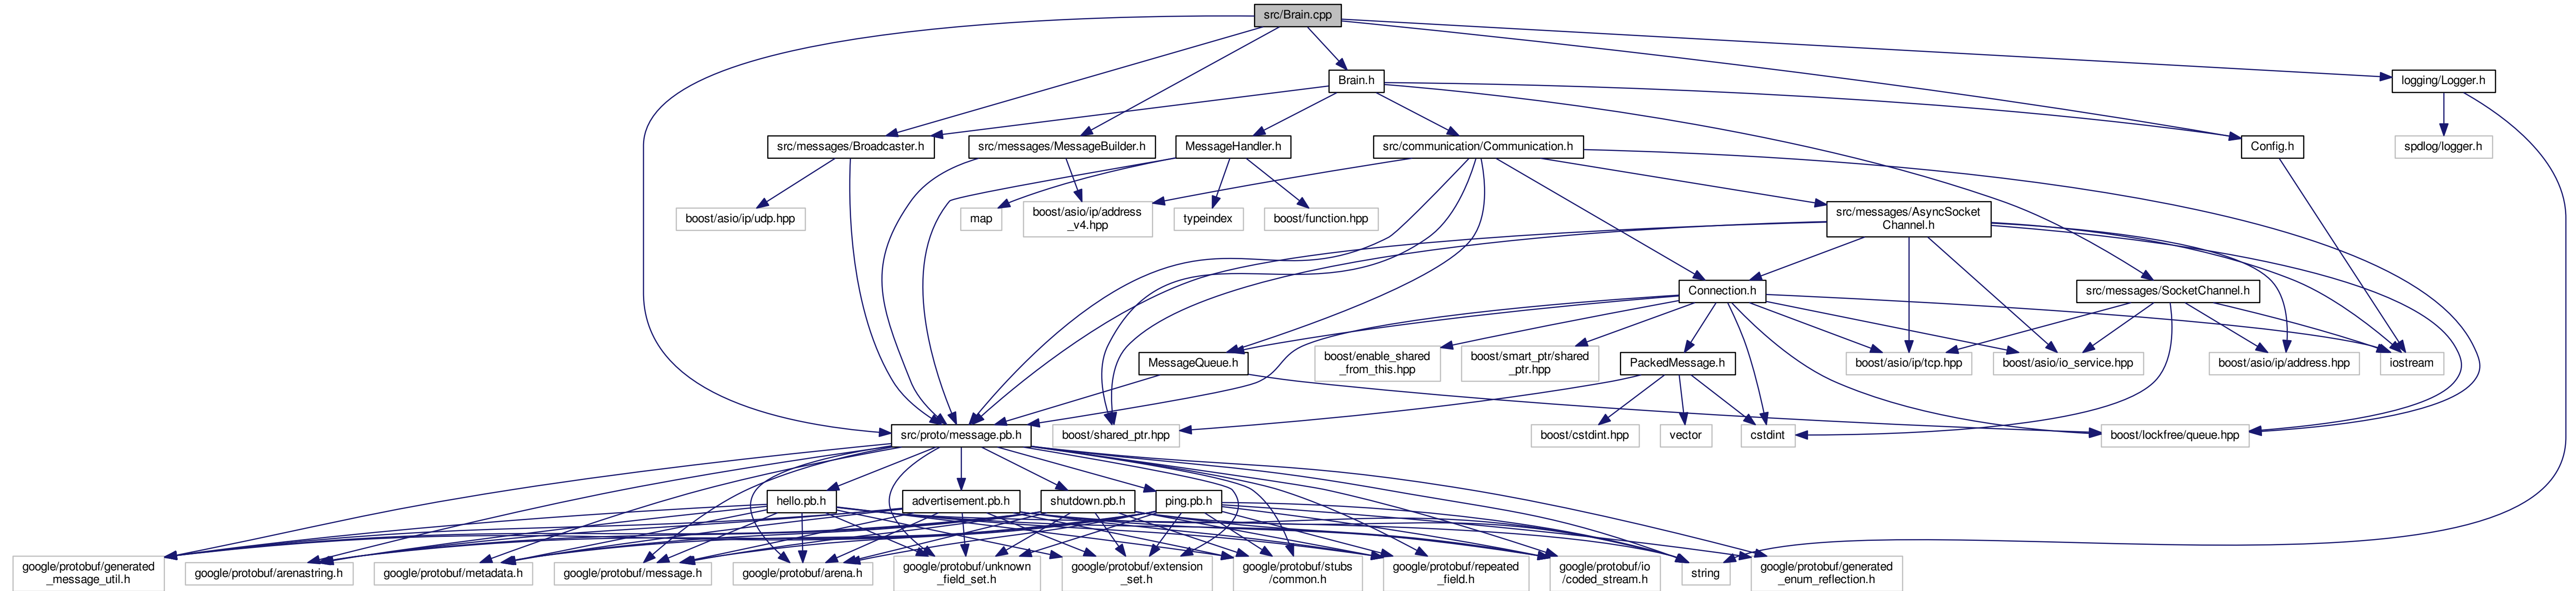 src/Brain.cpp
Brain.h
logging/Logger.h
src/messages/Broadcaster.h
src/messages/MessageBuilder.h
MessageHandler.h
src/communication/Communication.h
Config.h
spdlog/logger.h
boost/asio/ip/udp.hpp
map
boost/asio/ip/address
_v4.hpp
typeindex
boost/function.hpp
src/messages/AsyncSocket
Channel.h
Connection.h
src/messages/SocketChannel.h
MessageQueue.h
boost/enable_shared
_from_this.hpp
boost/smart_ptr/shared
_ptr.hpp
PackedMessage.h
boost/asio/ip/tcp.hpp
boost/asio/io_service.hpp
boost/asio/ip/address.hpp
iostream
src/proto/message.pb.h
boost/shared_ptr.hpp
boost/cstdint.hpp
vector
cstdint
boost/lockfree/queue.hpp
hello.pb.h
advertisement.pb.h
shutdown.pb.h
ping.pb.h
google/protobuf/generated
_message_util.h
google/protobuf/arenastring.h
google/protobuf/metadata.h
google/protobuf/message.h
google/protobuf/arena.h
google/protobuf/unknown
_field_set.h
google/protobuf/extension
_set.h
google/protobuf/stubs
/common.h
google/protobuf/repeated
_field.h
google/protobuf/io
/coded_stream.h
string
google/protobuf/generated
_enum_reflection.h